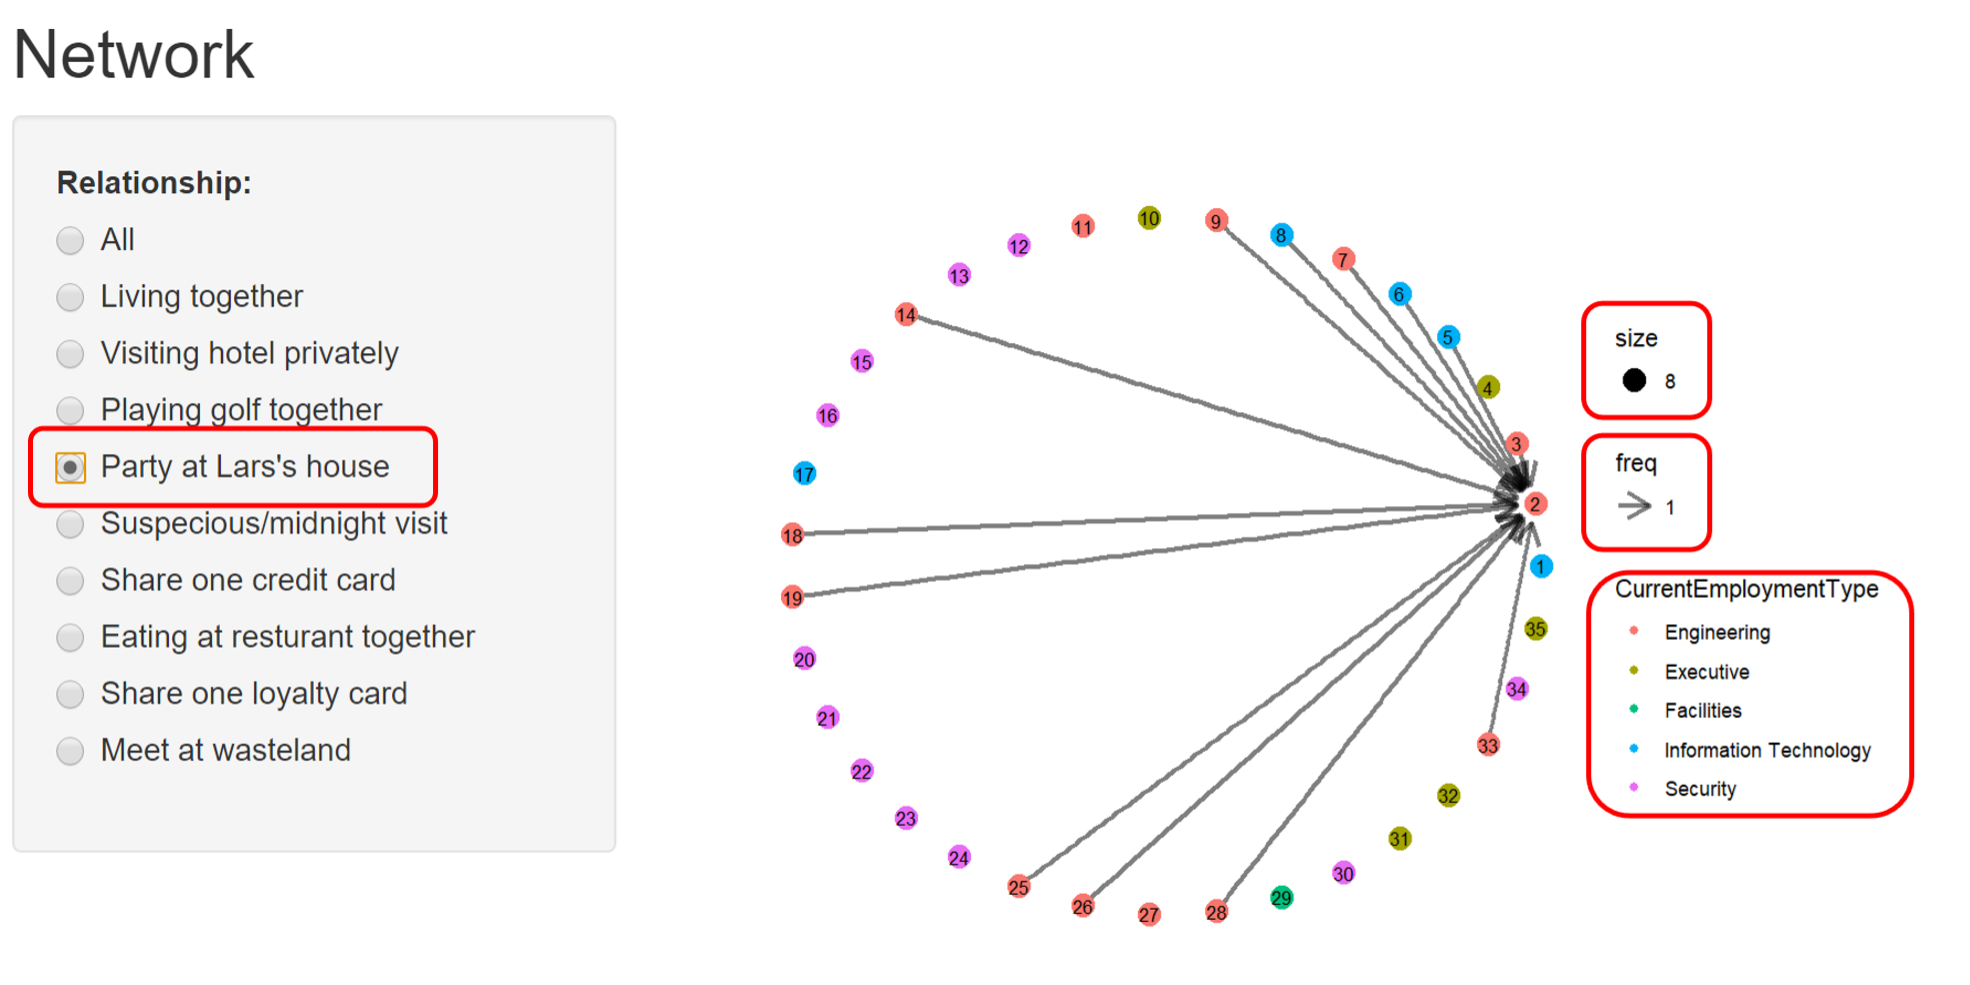 Network
Relationship:
All
Living together
Visiting hotel privately
Playing golf together
Party at Lars's house
Suspecious/midnight visit
Share one credit card
Eating at resturant together
Share one loyalty card
Meet at wasteland
10
9
11
8
12
7
13
6
14
5
15
4
16
3
17
2
18
1
19
35
20
34
21
33
22
32
23
31
24
30
25
29
26
28
27
size
8
freq
1
CurrentEmploymentType
Engineering
Executive
Facilities
Information Technology
Security